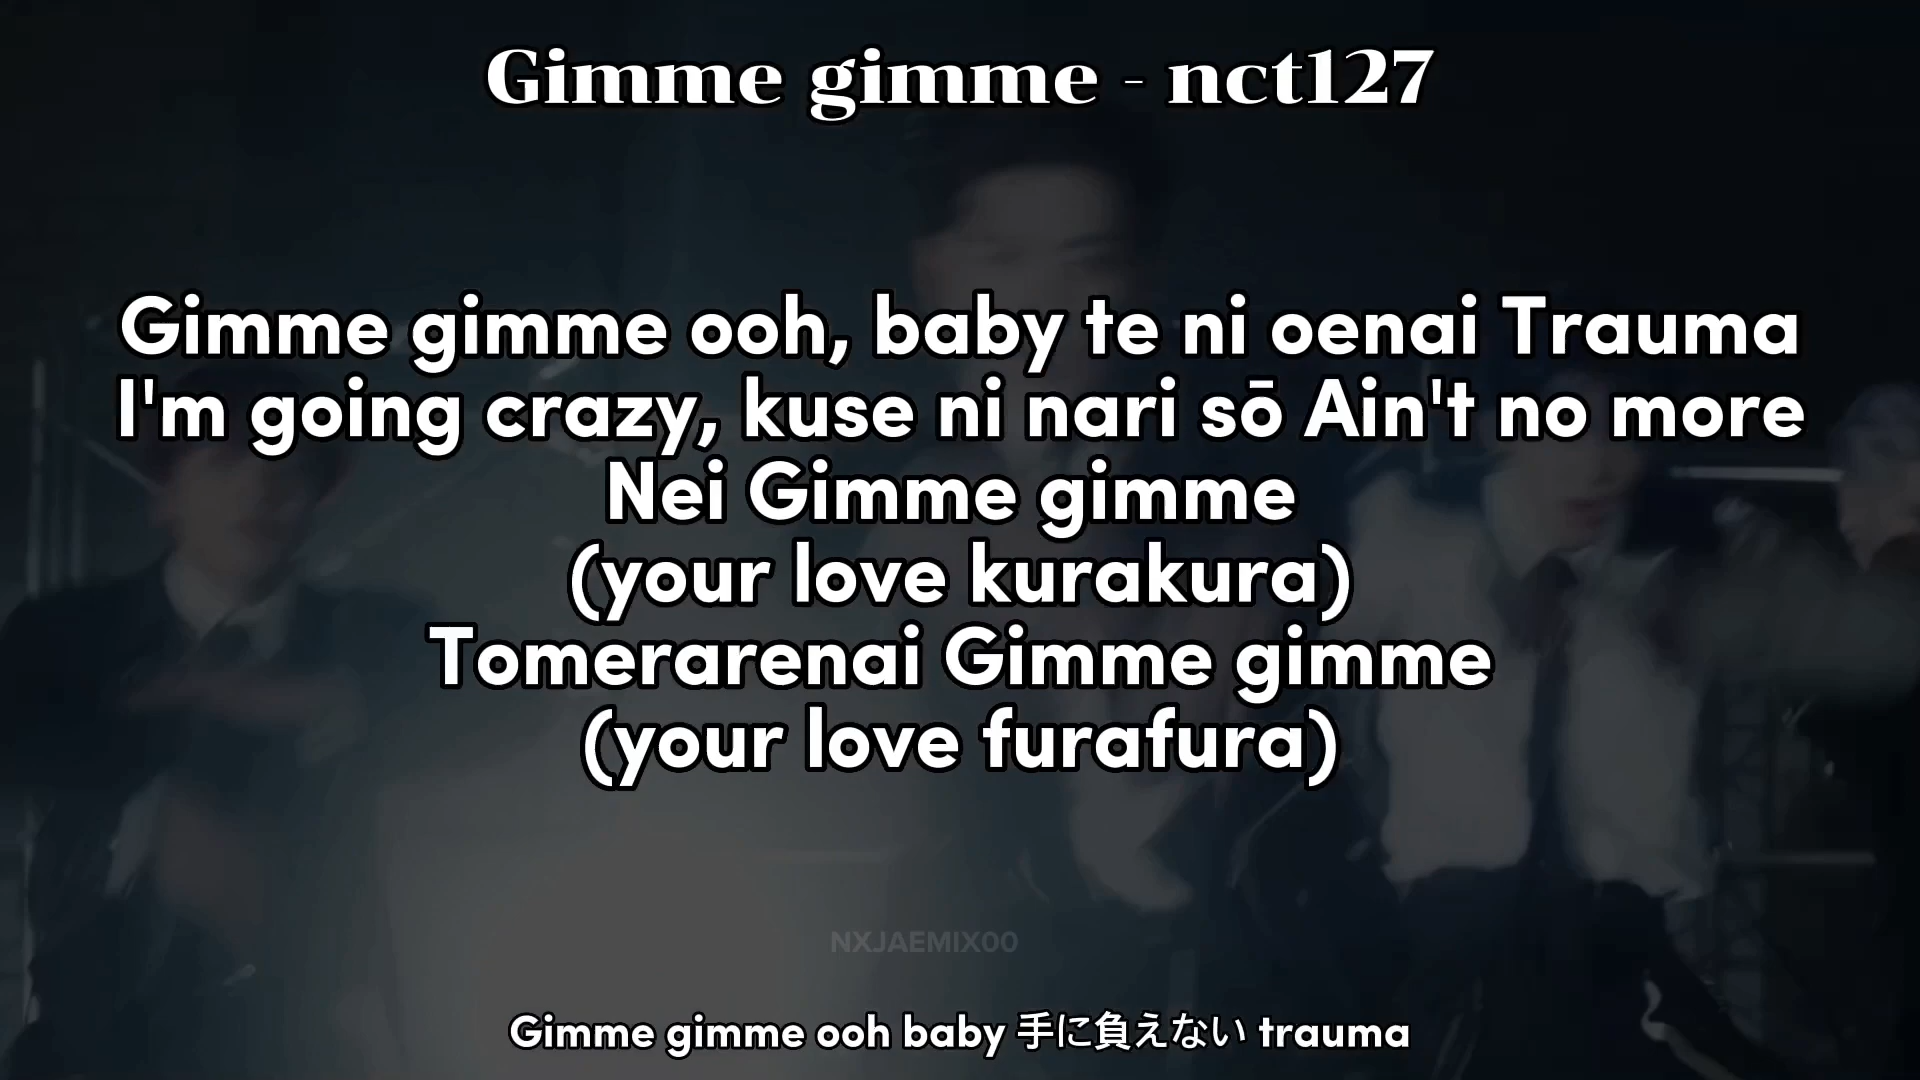 Gimme gimme - nct127
Gimme gimme ooh, baby te ni oenai Trauma
I'm going crazy, kuse ni nari sō Ain't no more
Nei Gimme gimme
(your love kurakura)
Tomerarenai Gimme gimme
(your love furafura)
NXJAEMIX00
Gimme gimme ooh baby 手に負えない trauma